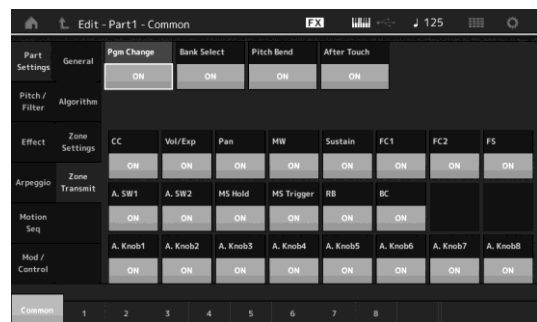 Edit - Part1 - Common FX 125
Part Settings General Pgm Change Bank Select Pitch Bend After Touch
ON ON ON ON
Pitch / Filter Algorithm
Effect Zone Settings CC Vol/Exp Pan MW Sustain FC1 FC2 FS
ON ON ON ON ON ON ON ON
Arpeggio Zone Transmit A. SW1 A. SW2 MS Hold MS Trigger RB BC
ON ON ON ON ON ON
Motion Seq
Mod / Control A. Knob1 A. Knob2 A. Knob3 A. Knob4 A. Knob5 A. Knob6 A. Knob7 A. Knob8
ON ON ON ON ON ON ON ON
Common 1 2 3 4 5 6 7 8